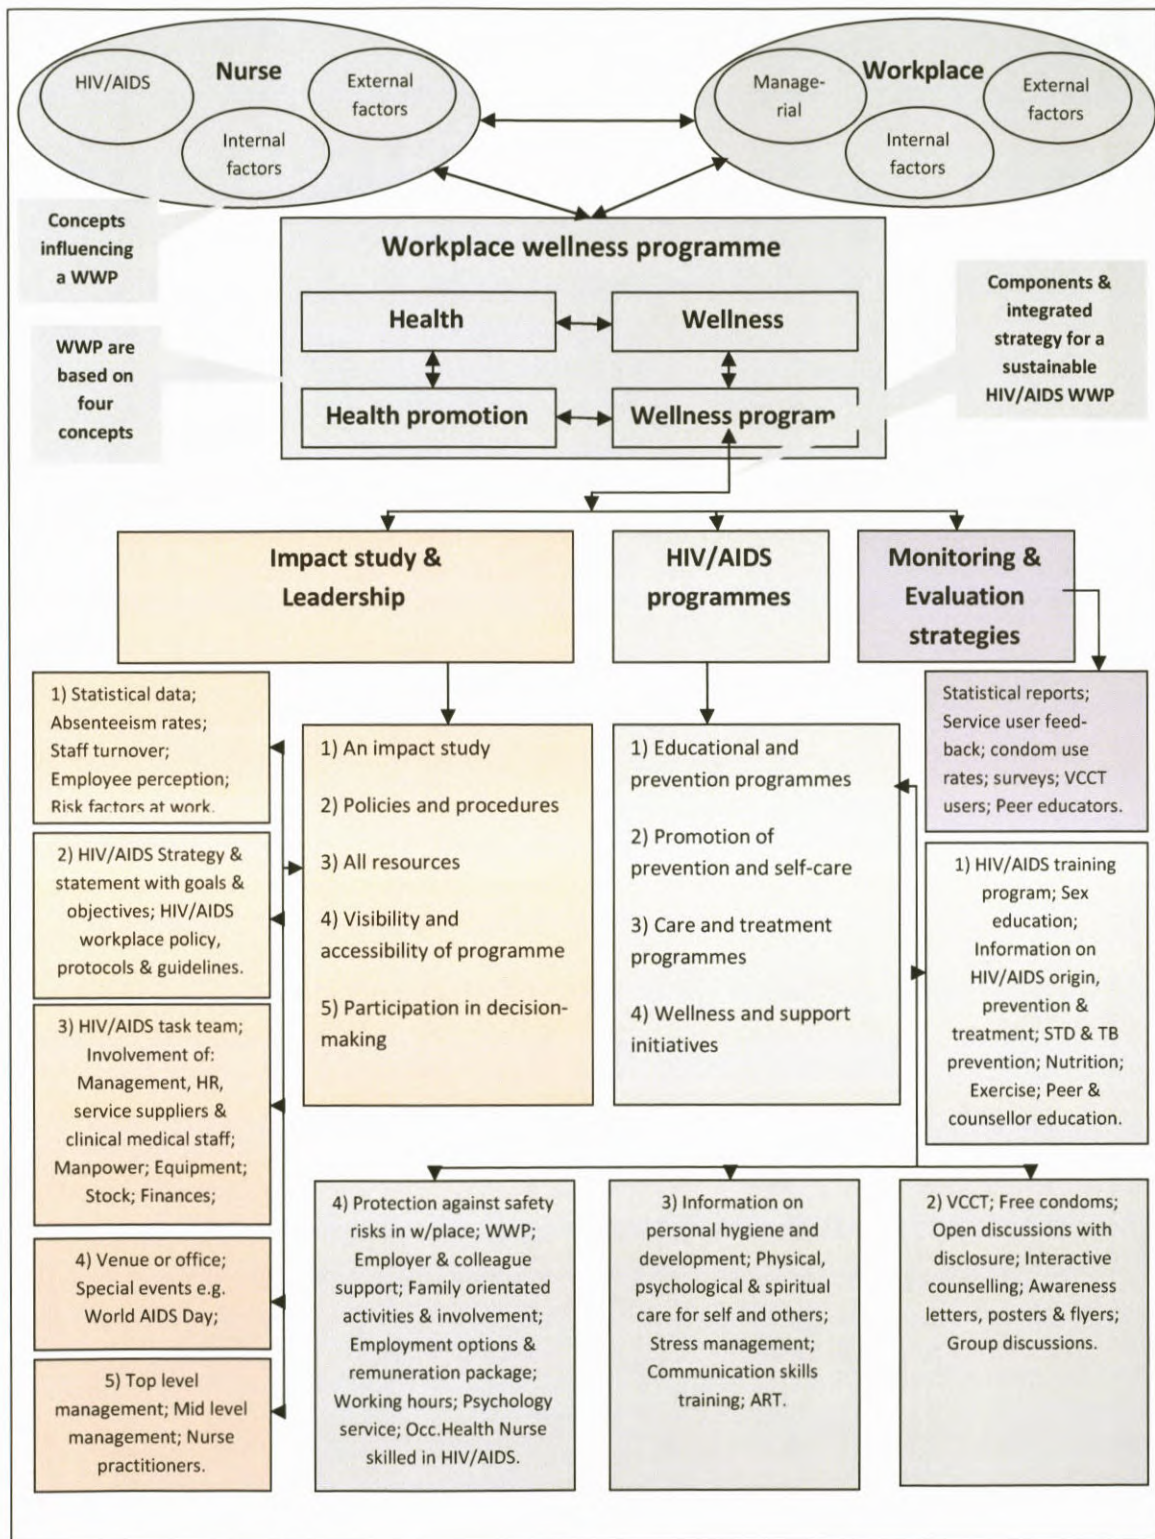 Nurse
HIV/AIDS
External
factors
Internal
factors
Workplace
Manage-
rial
External
factors
Internal
factors
Concepts
influencing
a WWP
Workplace wellness programme
Health
Wellness
Health promotion
Wellness program
WWP are
based on
four
concepts
Components &
integrated
strategy for a
sustainable
HIV/AIDS WWP
Impact study &
Leadership
HIV/AIDS
programmes
Monitoring &
Evaluation
strategies
1) Statistical data;
Absenteeism rates;
Staff turnover;
Employee perception;
Risk factors at work.
2) HIV/AIDS Strategy &
statement with goals &
objectives; HIV/AIDS
workplace policy,
protocols & guidelines.
3) HIV/AIDS task team;
Involvement of:
Management, HR,
service suppliers &
clinical medical staff;
Manpower; Equipment;
Stock; Finances;
4) Venue or office;
Special events e.g.
World AIDS Day;
5) Top level
management; Mid level
management; Nurse
practitioners.
1) An impact study
2) Policies and procedures
3) All resources
4) Visibility and
accessibility of programme
5) Participation in decision-
making
1) Educational and
prevention programmes
2) Promotion of
prevention and self-care
3) Care and treatment
programmes
4) Wellness and support
initiatives
Statistical reports;
Service user feed-
back; condom use
rates; surveys; VCCT
users; Peer educators.
1) HIV/AIDS training
program; Sex
education;
Information on
HIV/AIDS origin,
prevention &
treatment; STD & TB
prevention; Nutrition;
Exercise; Peer &
counsellor education.
4) Protection against safety
risks in w/place; WWP;
Employer & colleague
support; Family orientated
activities & involvement;
Employment options &
remuneration package;
Working hours; Psychology
service; Occ.Health Nurse
skilled in HIV/AIDS.
3) Information on
personal hygiene and
development; Physical,
psychological & spiritual
care for self and others;
Stress management;
Communication skills
training; ART.
2) VCCT; Free condoms;
Open discussions with
disclosure; Interactive
counselling; Awareness
letters, posters & flyers;
Group discussions.